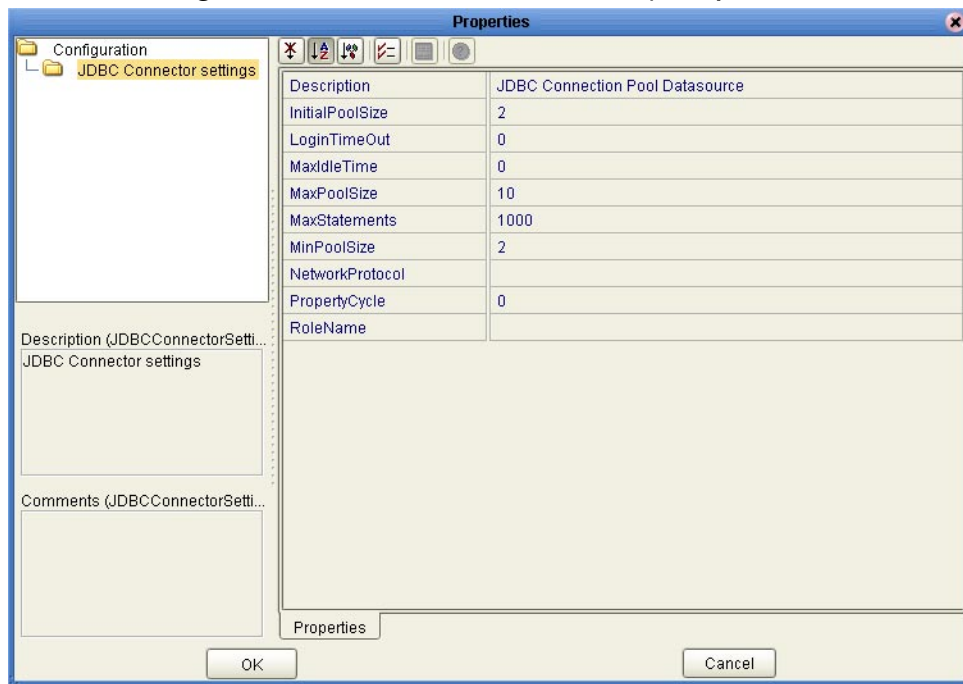 Properties
Configuration
JDBC Connector settings
Description JDBC Connection Pool Datasource
InitialPoolSize 2
LoginTimeOut 0
MaxIdleTime 0
MaxPoolSize 10
MaxStatements 1000
MinPoolSize 2
NetworkProtocol
PropertyCycle 0
RoleName
Description (JDBCConnectorSetti...
JDBC Connector settings
Comments (JDBCConnectorSetti...
Properties
OK
Cancel